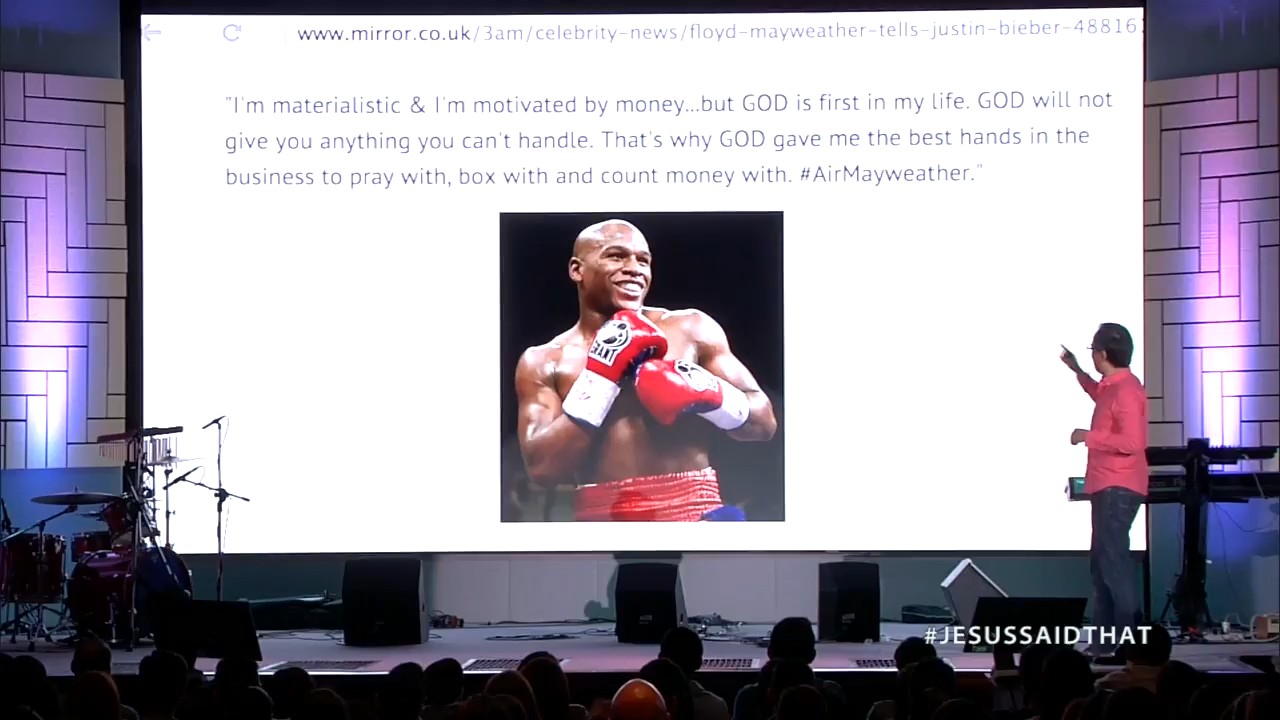 www.mirror.co.uk/3am/celebrity-news/floyd-mayweather-tells-justin-bieber-48816
"I'm materialistic & I'm motivated by money...but GOD is first in my life. GOD will not
give you anything you can't handle. That's why GOD gave me the best hands in the
business to pray with, box with and count money with. #AirMayweather."
#JESUSSAIDTHAT